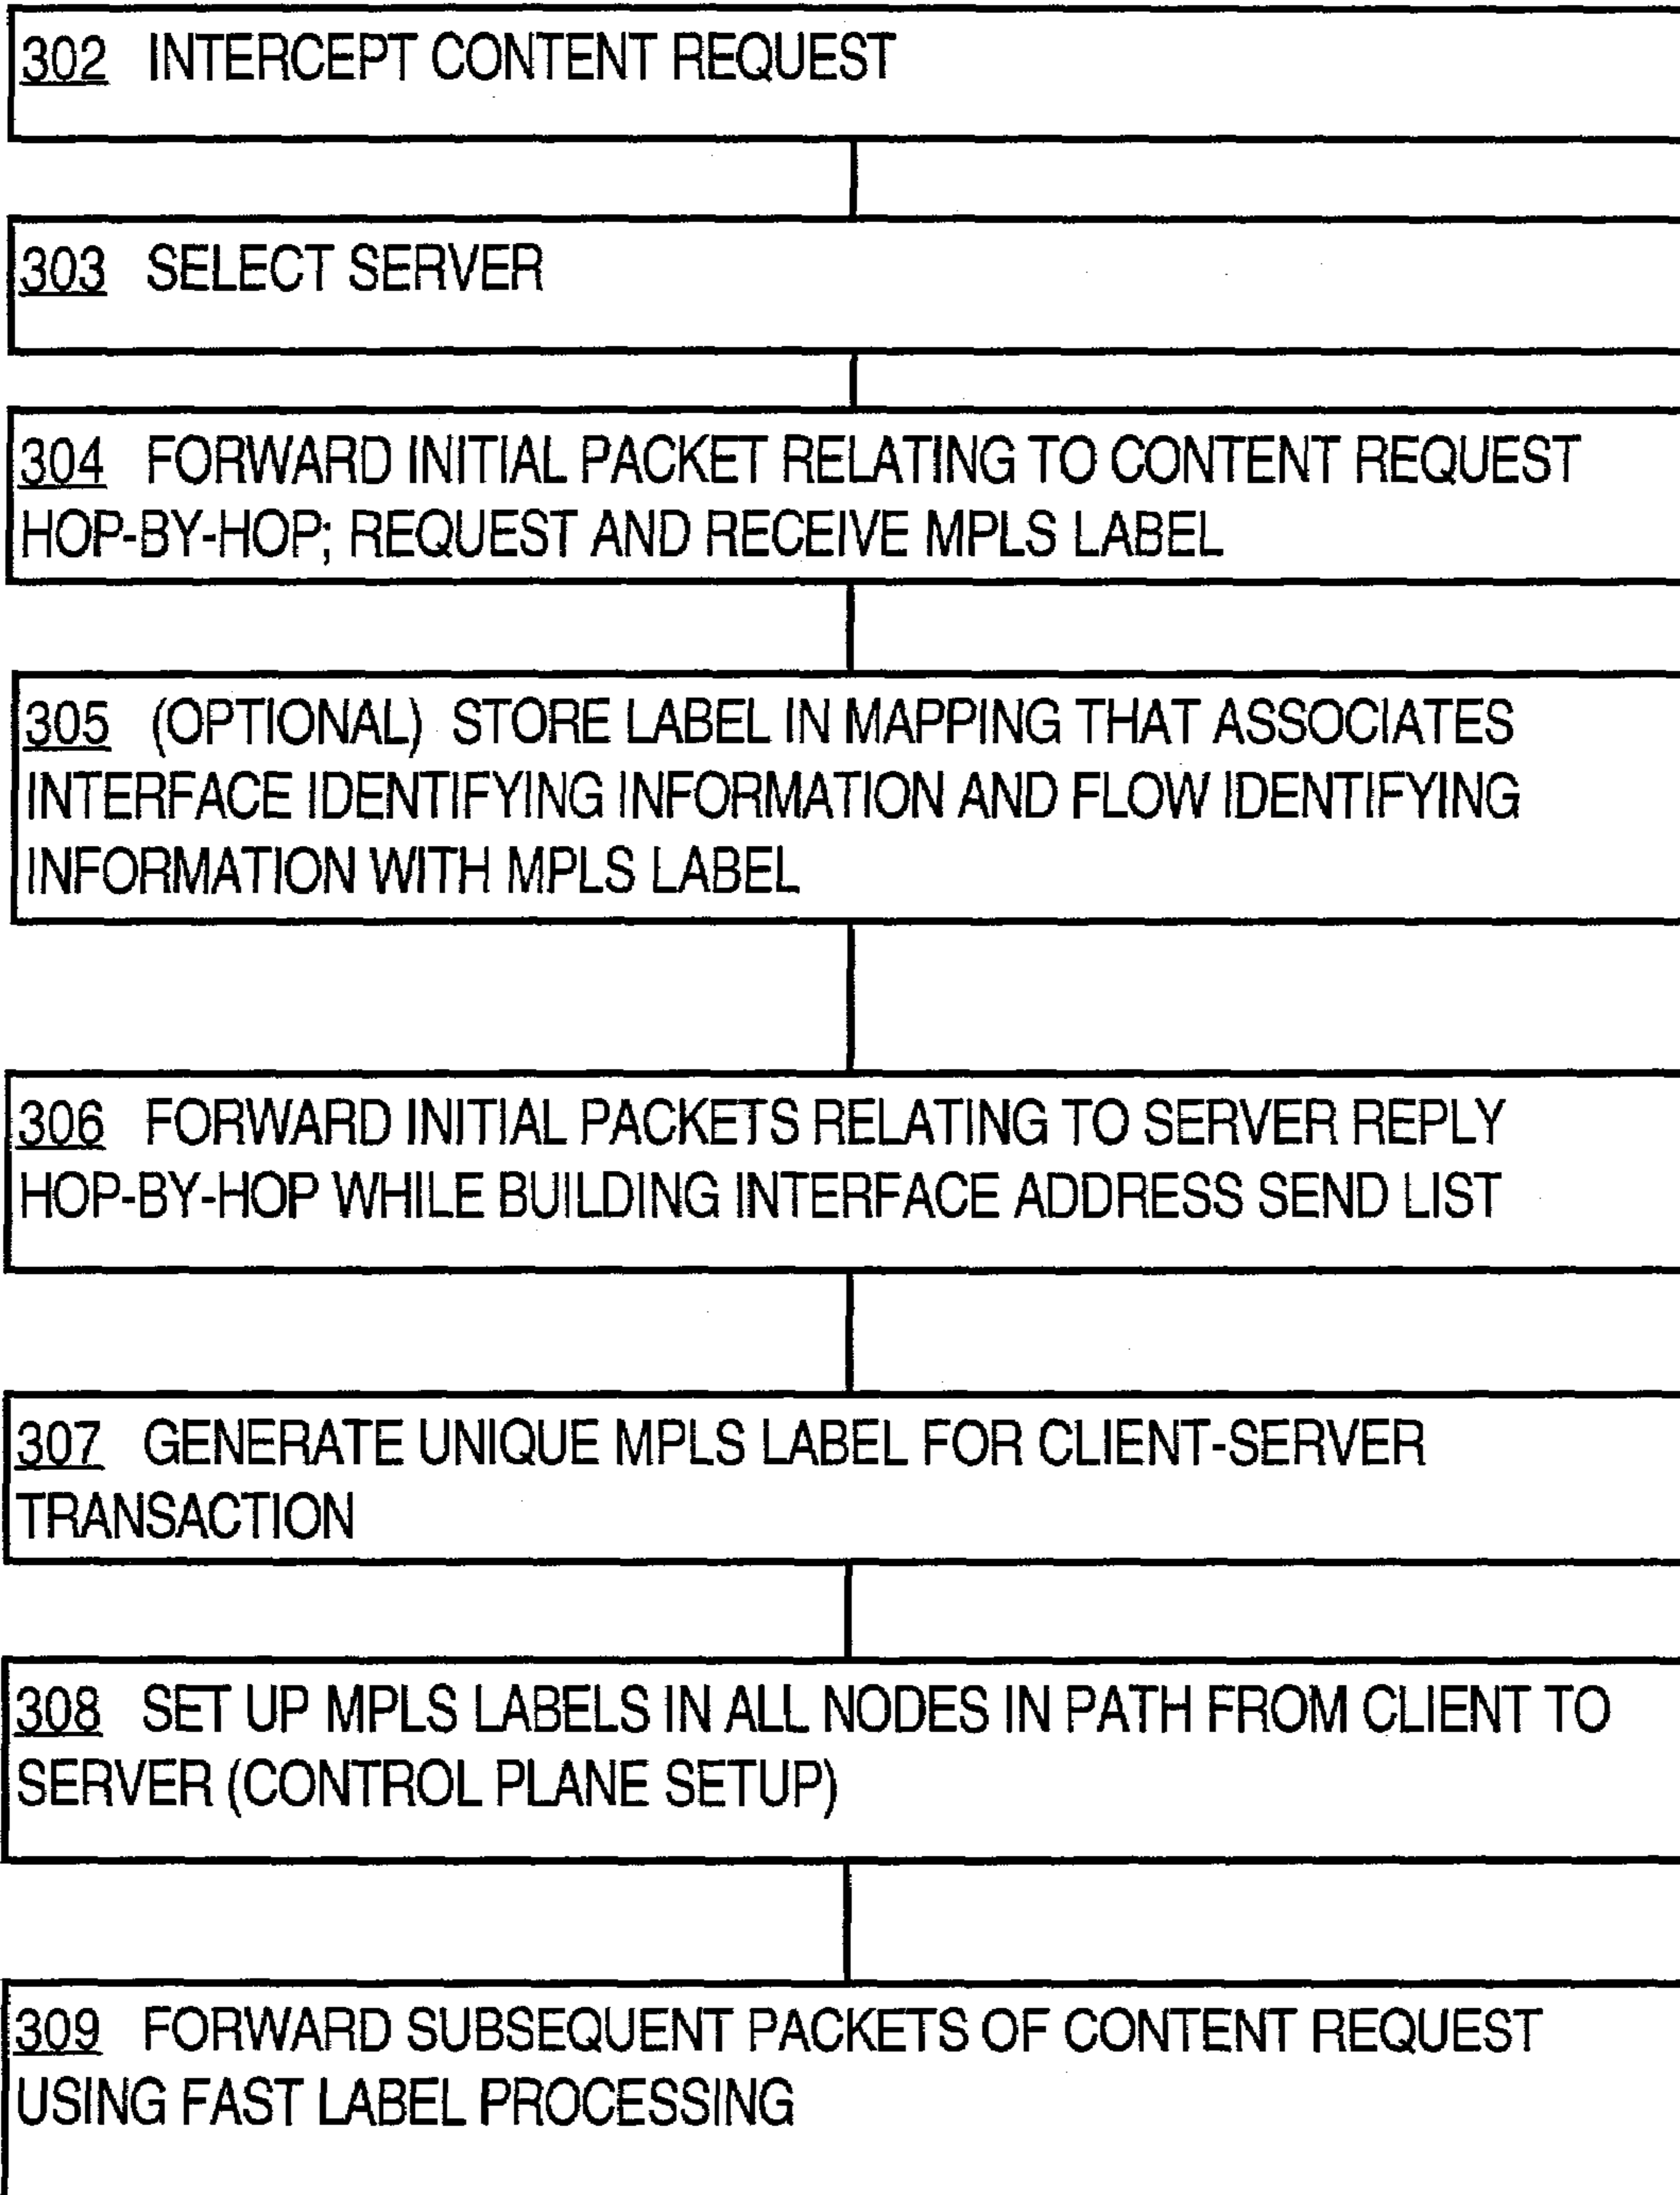 302 INTERCEPT CONTENT REQUEST
303 SELECT SERVER
304 FORWARD INITIAL PACKET RELATING TO CONTENT REQUEST
HOP-BY-HOP; REQUEST AND RECEIVE MPLS LABEL
305 (OPTIONAL) STORE LABEL IN MAPPING THAT ASSOCIATES
INTERFACE IDENTIFYING INFORMATION AND FLOW IDENTIFYING
INFORMATION WITH MPLS LABEL
306 FORWARD INITIAL PACKETS RELATING TO SERVER REPLY
HOP-BY-HOP WHILE BUILDING INTERFACE ADDRESS SEND LIST
307 GENERATE UNIQUE MPLS LABEL FOR CLIENT-SERVER
TRANSACTION
308 SET UP MPLS LABELS IN ALL NODES IN PATH FROM CLIENT TO
SERVER (CONTROL PLANE SETUP)
309 FORWARD SUBSEQUENT PACKETS OF CONTENT REQUEST
USING FAST LABEL PROCESSING